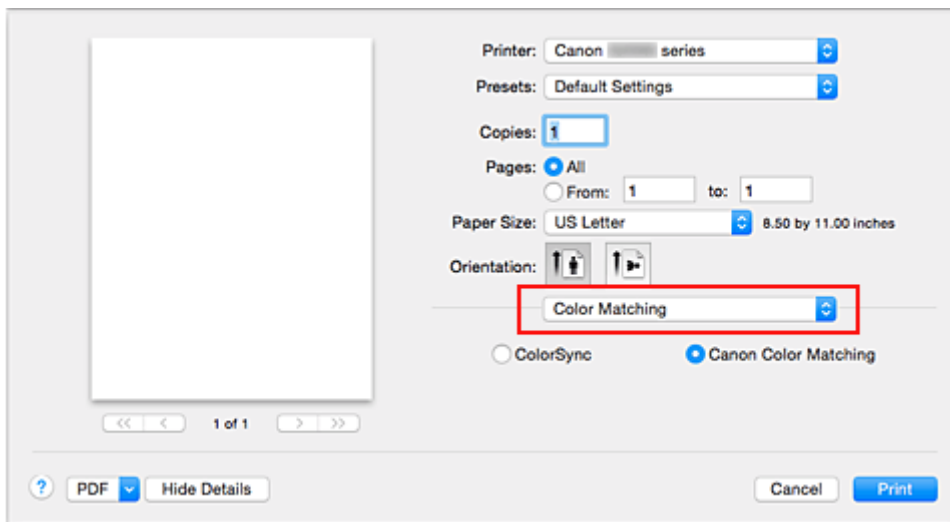 Printer: Canon series
Presets: Default Settings
Copies: 1
Pages: All
From: 1 to: 1
Paper Size: US Letter 8.50 by 11.00 inches
Orientation:
Color Matching
ColorSync Canon Color Matching
<< < 1 of 1 > >>
? PDF Hide Details Cancel Print